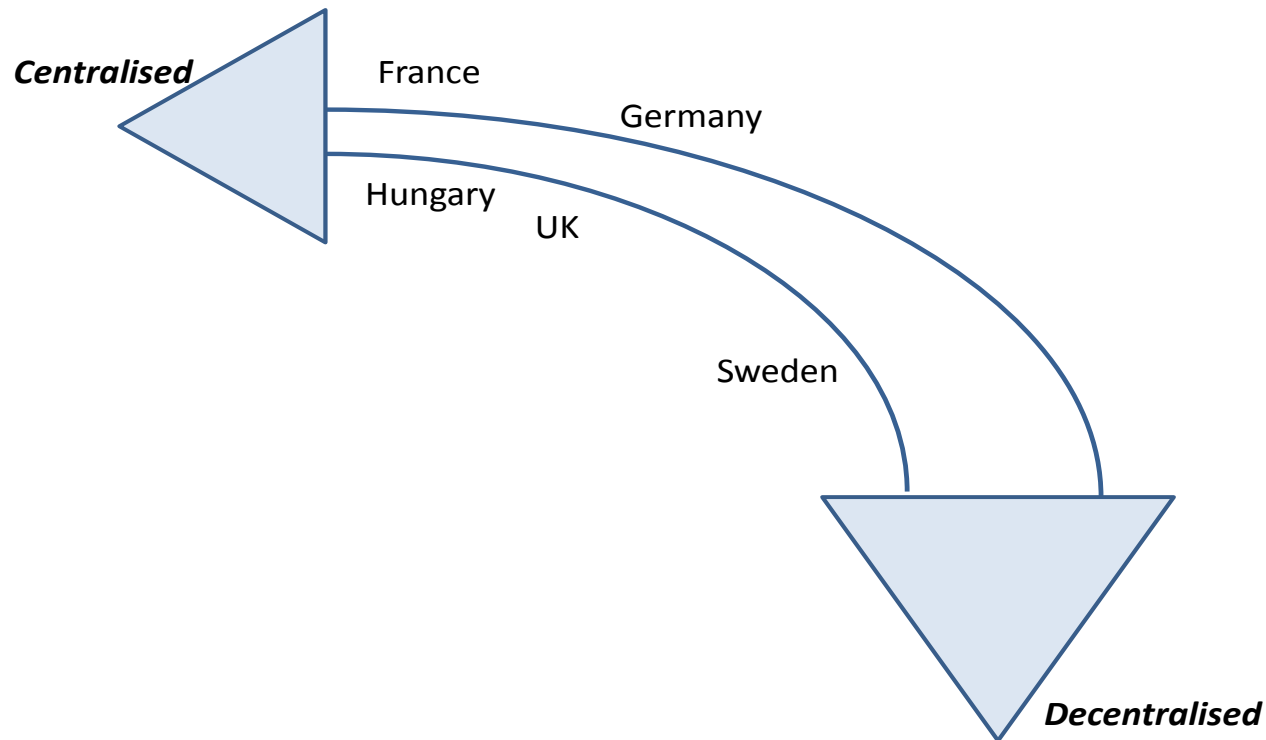 Centralised
France
Germany
Hungary
UK
Sweden
Decentralised